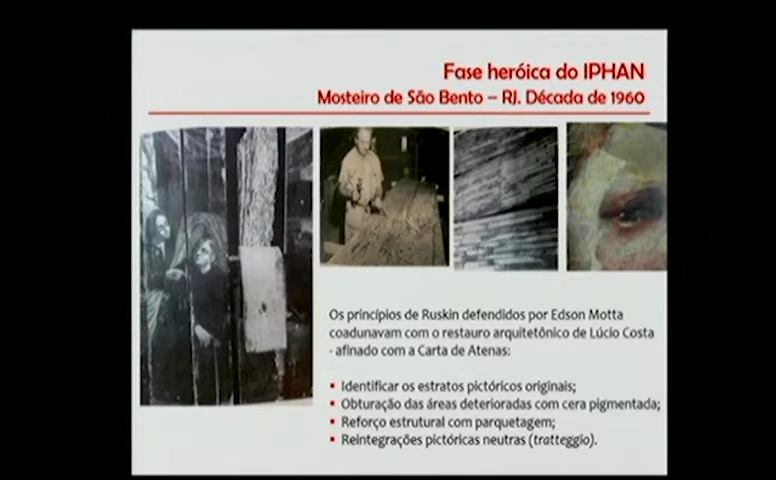 Fase heróica do IPHAN
Mosteiro de São Bento – RJ. Década de 1960
Os princípios de Ruskin defendidos por Edson Motta
coadunavam com o restauro arquitetônico de Lúcio Costa
- afinado com a Carta de Atenas:
▪ Identificar os estratos pictóricos originais;
▪ Obturação das áreas deterioradas com cera pigmentada;
▪ Reforço estrutural com parquetagem;
▪ Reintegrações pictóricas neutras (tratteggio).